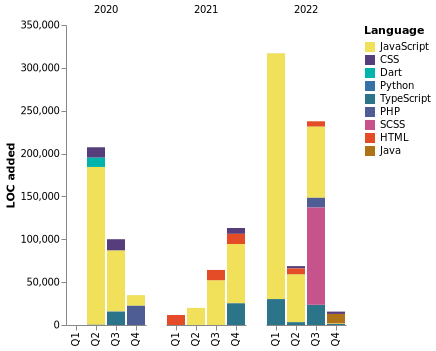 2020 2021 2022
Language
JavaScript
CSS
Dart
Python
TypeScript
PHP
SCSS
HTML
Java
LOC added
350,000
300,000
250,000
200,000
150,000
100,000
50,000
0
Q1 Q2 Q3 Q4 Q1 Q2 Q3 Q4 Q1 Q2 Q3 Q4